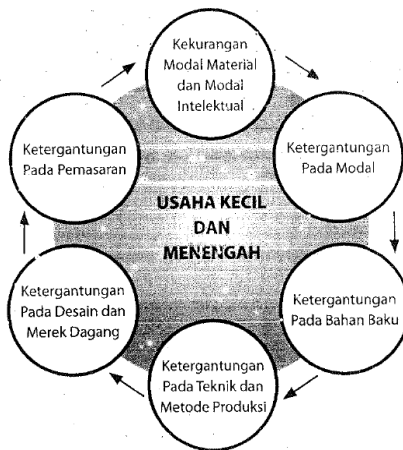 Kekurangan
Modal Material
dan Modal
Intelektual
Ketergantungan
Pada Modal
Ketergantungan
Pada Bahan Baku
Ketergantungan
Pada Teknik dan
Metode Produksi
Ketergantungan
Pada Desain dan
Merek Dagang
Ketergantungan
Pada Pemasaran
USAHA KECIL
DAN
MENENGAH